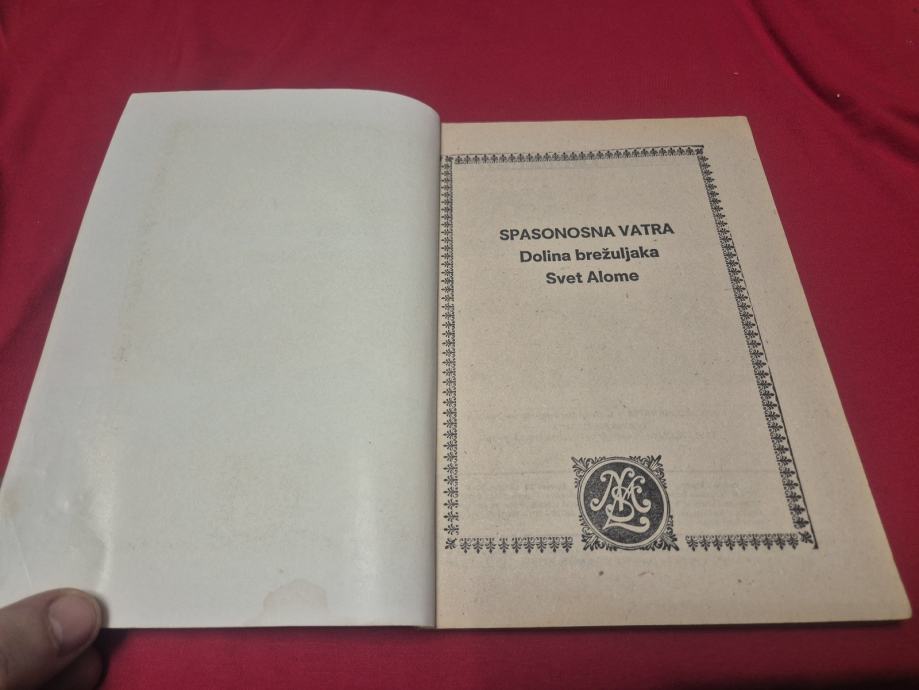 SPASONOSNA VATRA
Dolina brežuljaka
Svet Alome